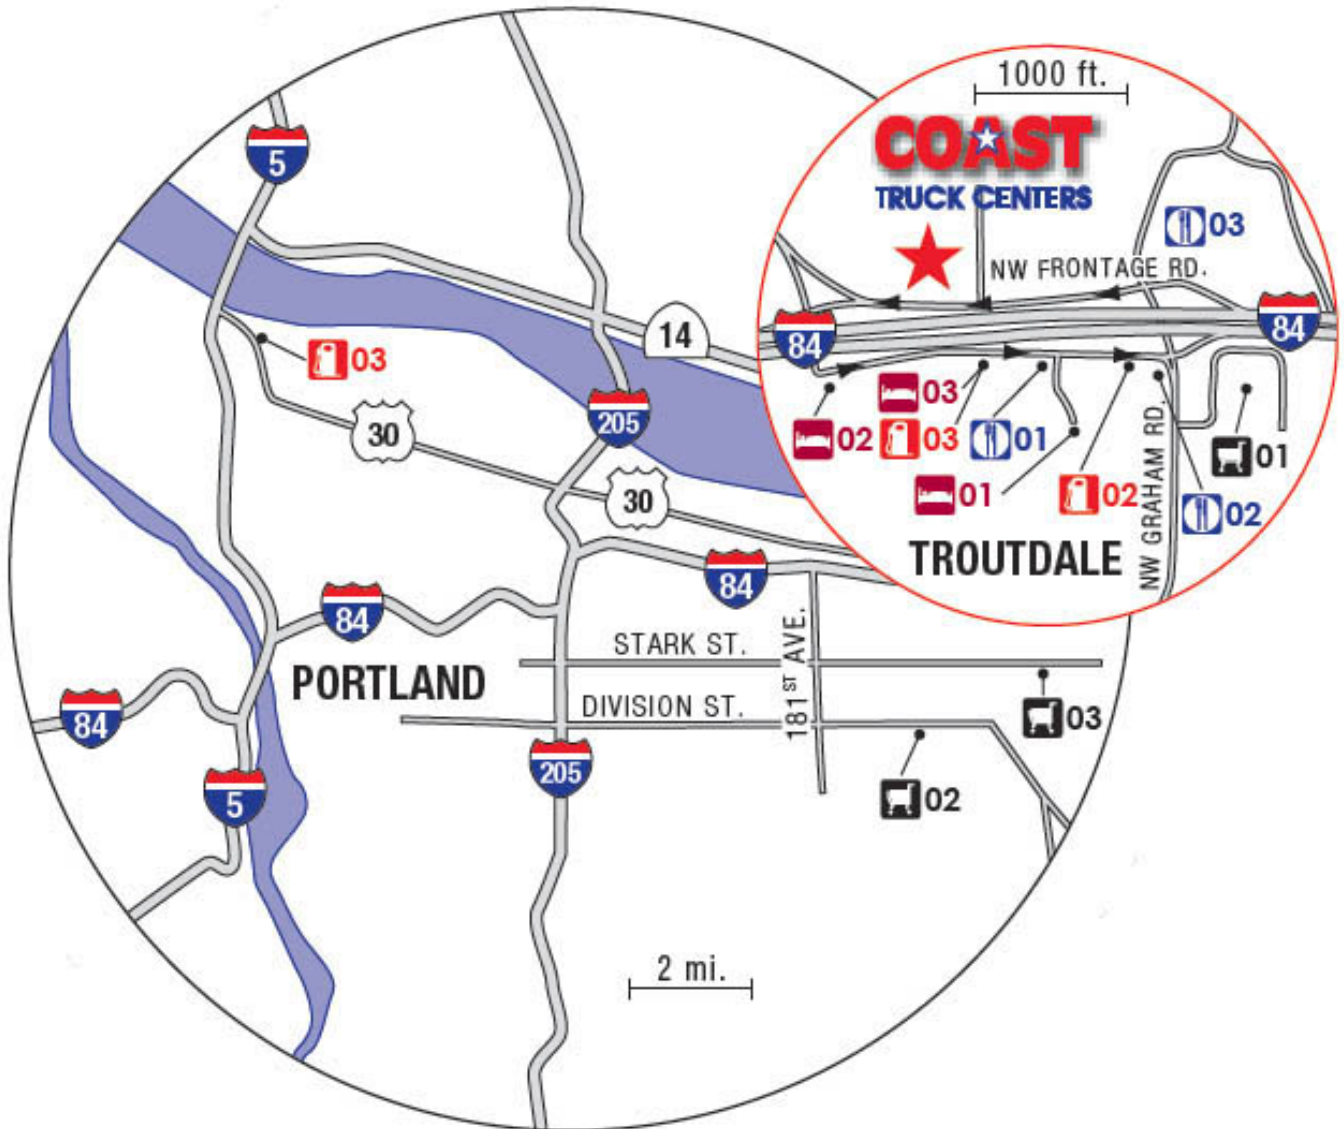 1000 ft.
COAST
TRUCK CENTERS
5
03
NW FRONTAGE RD.
14
84
84
03
30
205
03
02
03
01
01
30
01
02
02
NW GRAHAM RD.
TROUTDALE
84
84
STARK ST.
181ST AVE.
PORTLAND
DIVISION ST.
84
03
205
5
02
2 mi.